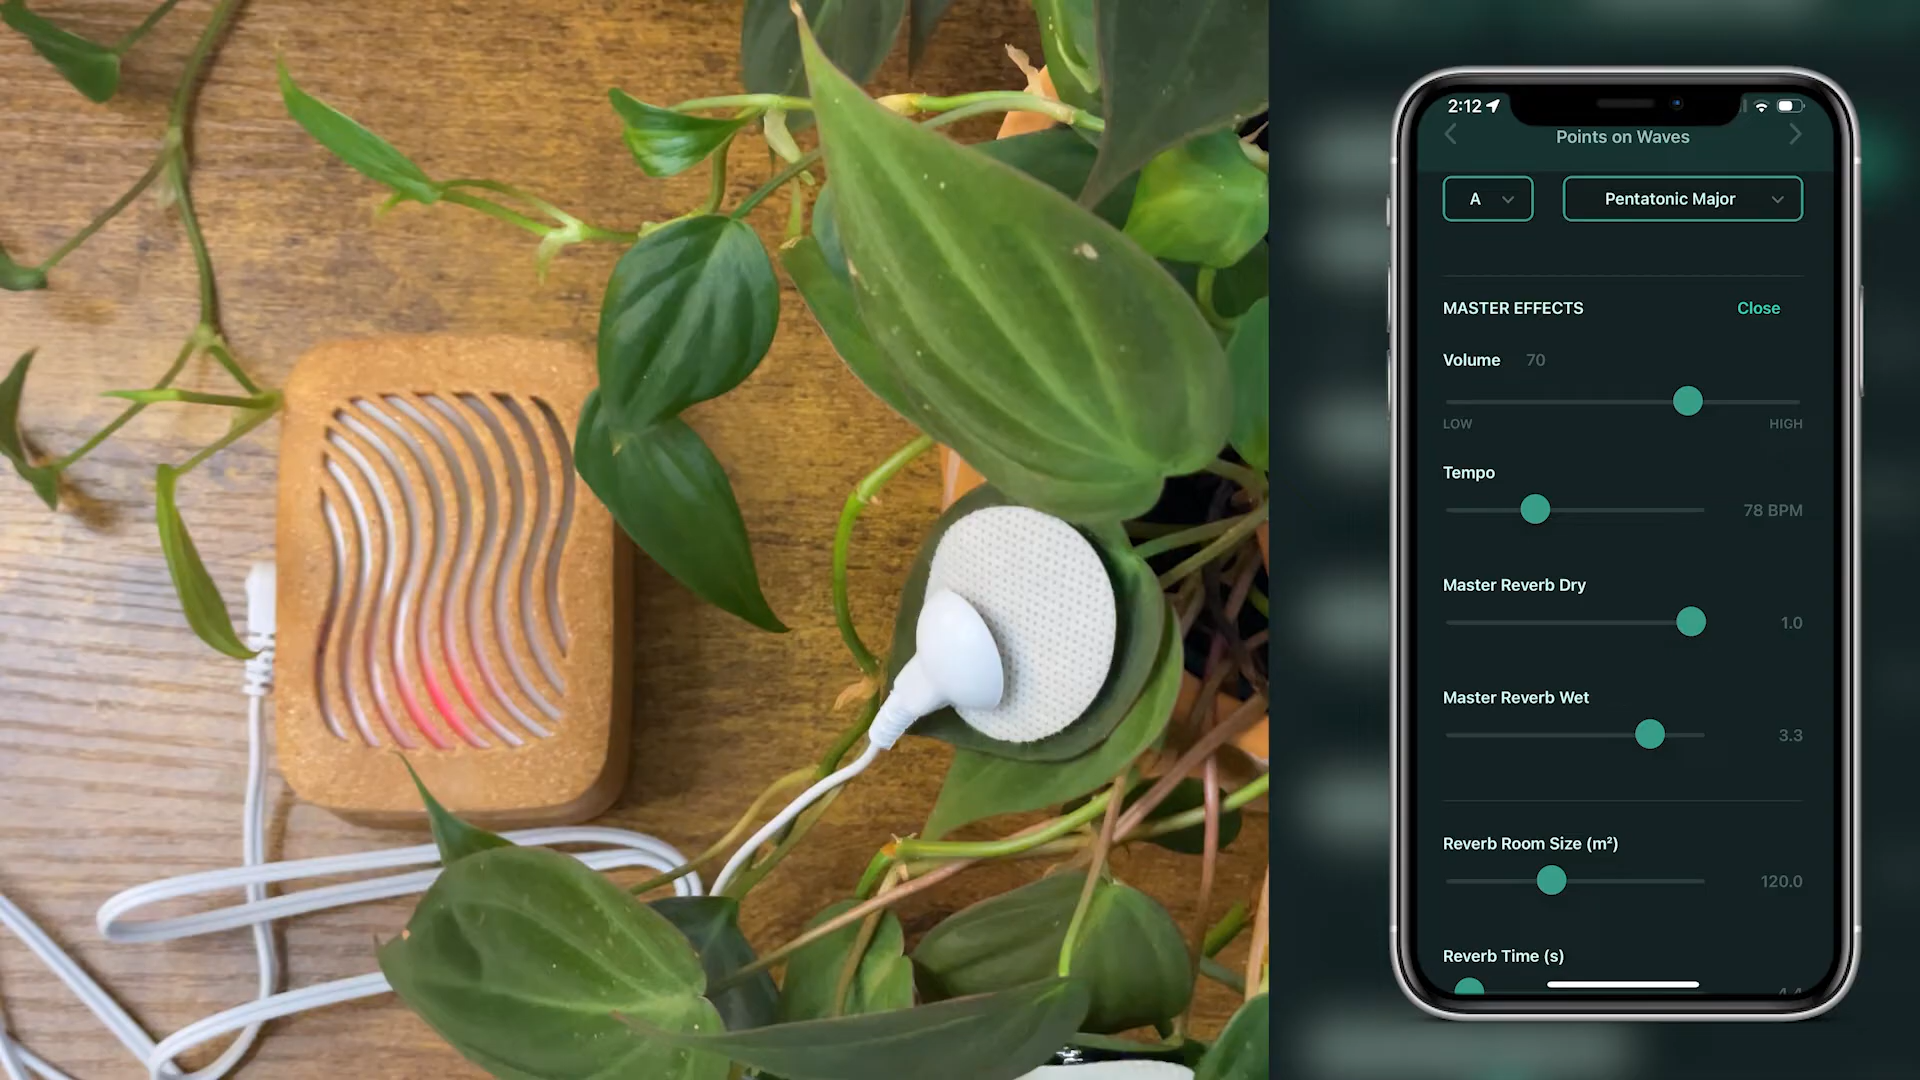 2:12
Points on Waves
A
Pentatonic Major
MASTER EFFECTS
Close
Volume 70
LOW
HIGH
Tempo
78 BPM
Master Reverb Dry
1.0
Master Reverb Wet
3.3
Reverb Room Size (m²)
120.0
Reverb Time (s)